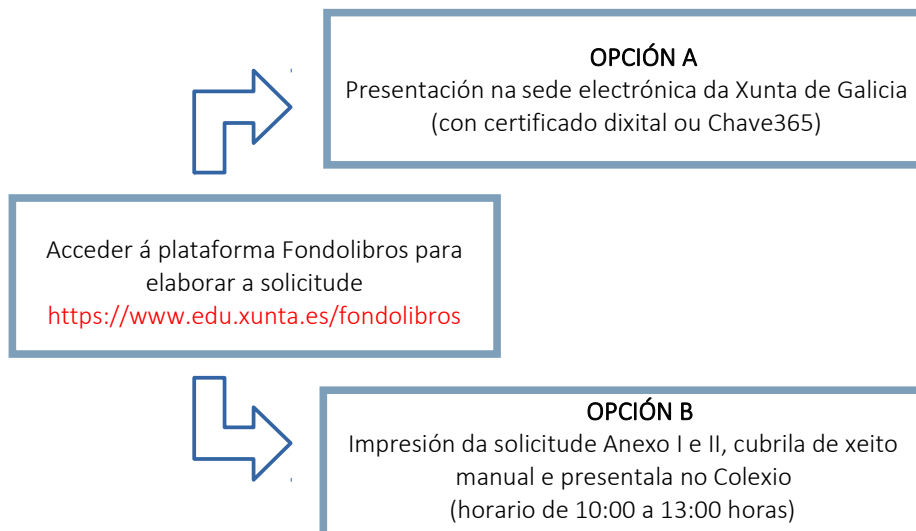 OPCIÓN A
Presentación na sede electrónica da Xunta de Galicia
(con certificado dixital ou Chave365)
Acceder á plataforma Fondolibros para
elaborar a solicitude
https://www.edu.xunta.es/fondolibros
OPCIÓN B
Impresión da solicitude Anexo I e II, cubrila de xeito
manual e presentala no Colexio
(horario de 10:00 a 13:00 horas)